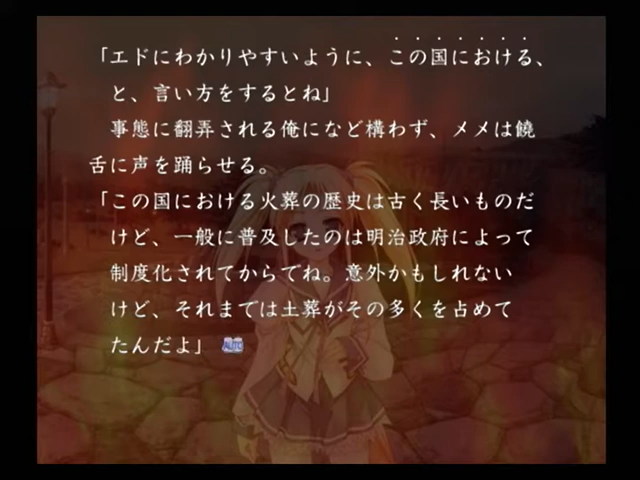 「エドにわかりやすいように、この国における、
と、言い方をするとね」
事態に翻弄される俺になど構わず、メメは饒
舌に声を踊らせる。
「この国における火葬の歴史は古く長いものだ
けど、一般に普及したのは明治政府によって
制度化されてからでね。意外かもしれない
けど、それまでは土葬がその多くを占めて
たんだよ」